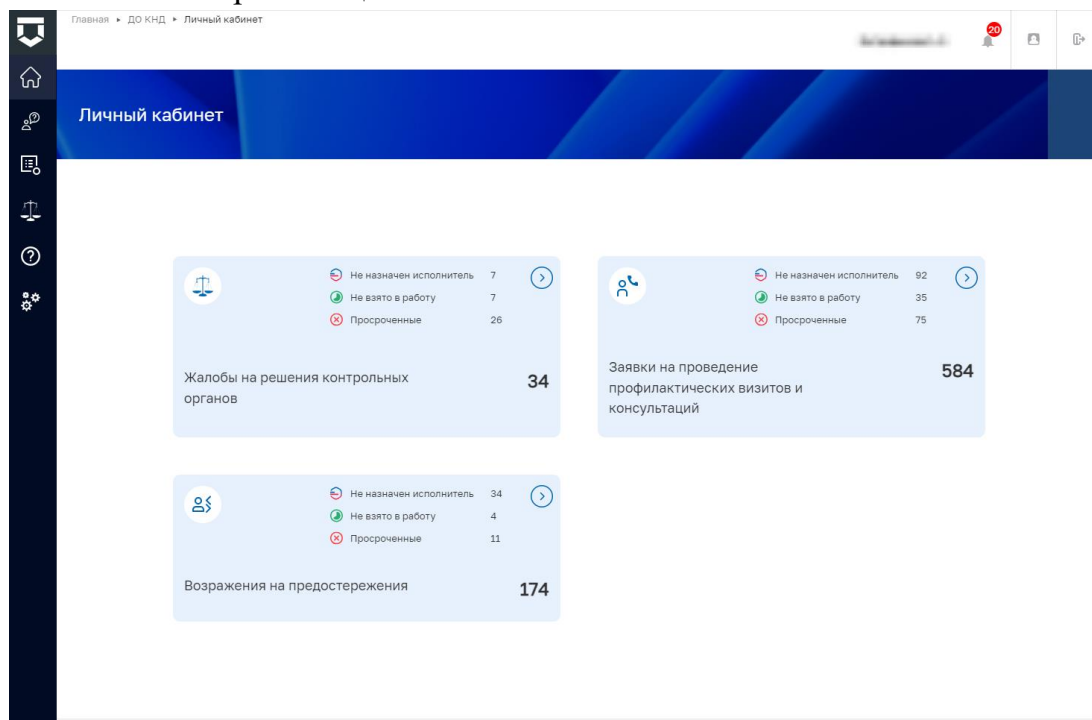 Главная ▸ ДО КНД ▸ Личный кабинет
20
Личный кабинет
Не назначен исполнитель 7
Не взято в работу 7
Просроченные 26
Жалобы на решения контрольных
органов
34
Не назначен исполнитель 92
Не взято в работу 35
Просроченные 75
Заявки на проведение
профилактических визитов и
консультаций
584
Не назначен исполнитель 34
Не взято в работу 4
Просроченные 11
Возражения на предостережения
174